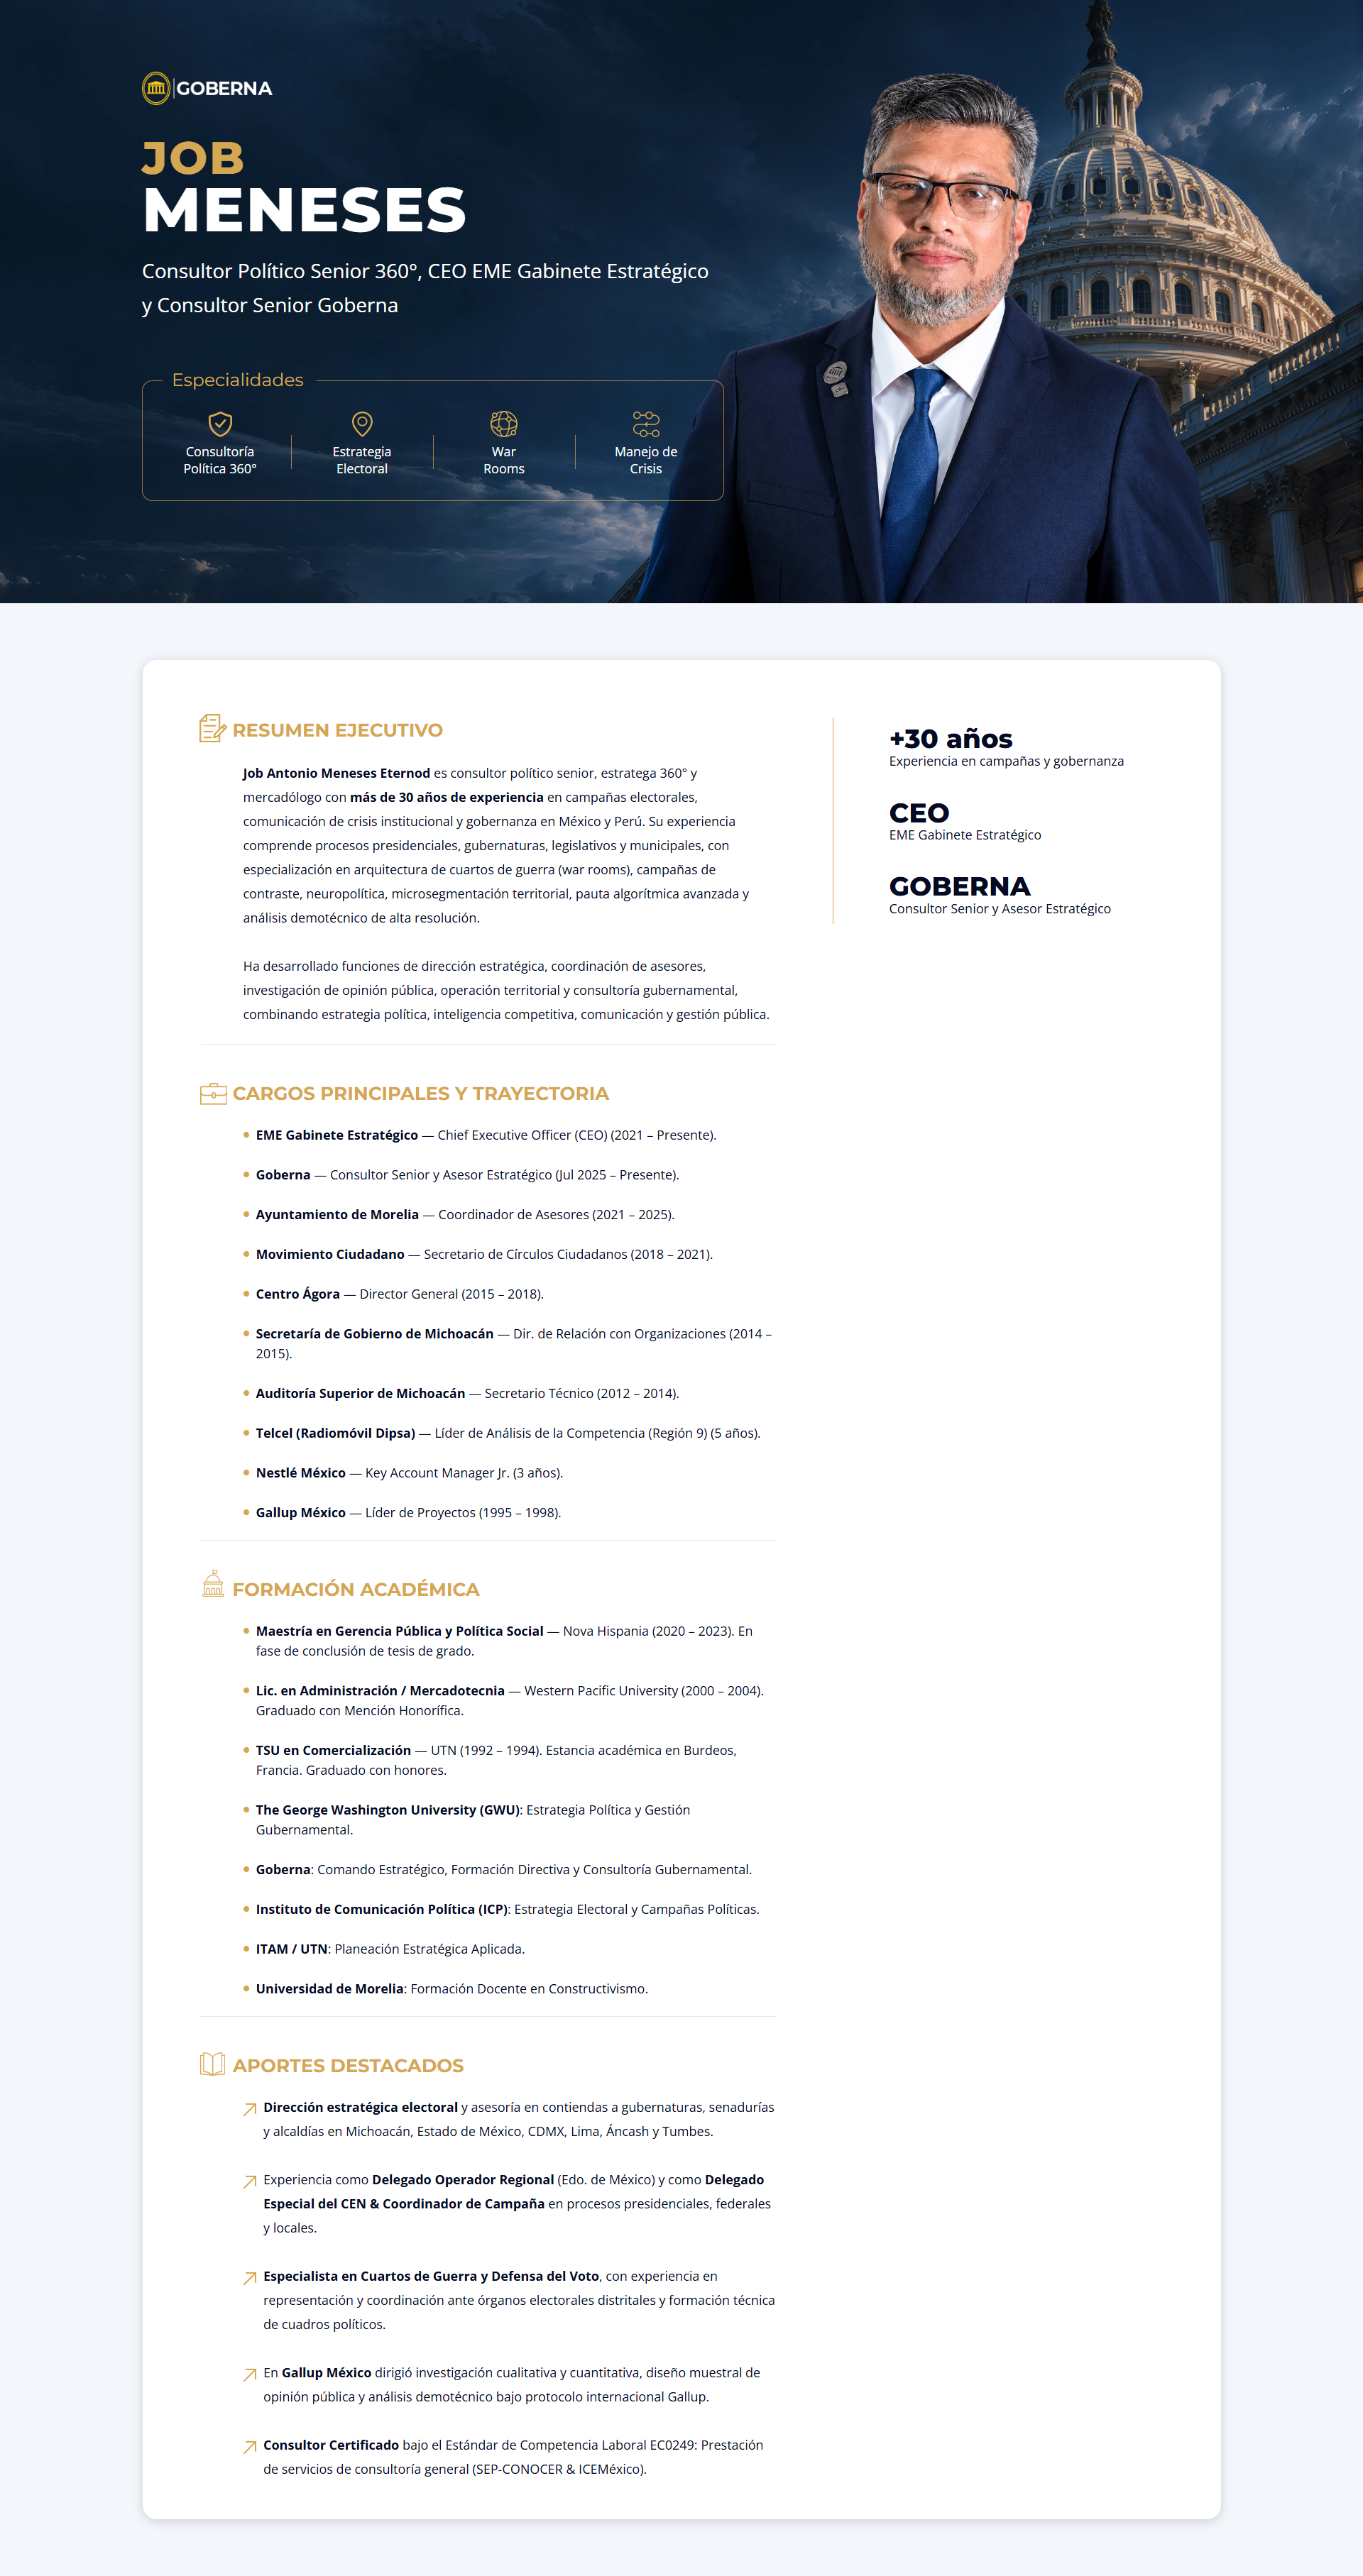 GOBERNA
JOB
MENESES
Consultor Político Senior 360°, CEO EME Gabinete Estratégico
y Consultor Senior Goberna
Especialidades
Consultoría
Política 360°
Estrategia
Electoral
War
Rooms
Manejo de
Crisis
RESUMEN EJECUTIVO
Job Antonio Meneses Eternod es consultor político senior, estratega 360° y
mercadólogo con más de 30 años de experiencia en campañas electorales,
comunicación de crisis institucional y gobernanza en México y Perú. Su experiencia
comprende procesos presidenciales, gubernaturas, legislativos y municipales, con
especialización en arquitectura de cuartos de guerra (war rooms), campañas de
contraste, neuropolítica, microsegmentación territorial, pauta algorítmica avanzada y
análisis demotécnico de alta resolución.
Ha desarrollado funciones de dirección estratégica, coordinación de asesores,
investigación de opinión pública, operación territorial y consultoría gubernamental,
combinando estrategia política, inteligencia competitiva, comunicación y gestión pública.
+30 años
Experiencia en campañas y gobernanza
CEO
EME Gabinete Estratégico
GOBERNA
Consultor Senior y Asesor Estratégico
CARGOS PRINCIPALES Y TRAYECTORIA
EME Gabinete Estratégico — Chief Executive Officer (CEO) (2021 – Presente).
Goberna — Consultor Senior y Asesor Estratégico (Jul 2025 – Presente).
Ayuntamiento de Morelia — Coordinador de Asesores (2021 – 2025).
Movimiento Ciudadano — Secretario de Círculos Ciudadanos (2018 – 2021).
Centro Ágora — Director General (2015 – 2018).
Secretaría de Gobierno de Michoacán — Dir. de Relación con Organizaciones (2014 –
2015).
Auditoría Superior de Michoacán — Secretario Técnico (2012 – 2014).
Telcel (Radiomóvil Dipsa) — Líder de Análisis de la Competencia (Región 9) (5 años).
Nestlé México — Key Account Manager Jr. (3 años).
Gallup México — Líder de Proyectos (1995 – 1998).
FORMACIÓN ACADÉMICA
Maestría en Gerencia Pública y Política Social — Nova Hispania (2020 – 2023). En
fase de conclusión de tesis de grado.
Lic. en Administración / Mercadotecnia — Western Pacific University (2000 – 2004).
Graduado con Mención Honorífica.
TSU en Comercialización — UTN (1992 – 1994). Estancia académica en Burdeos,
Francia. Graduado con honores.
The George Washington University (GWU): Estrategia Política y Gestión
Gubernamental.
Goberna: Comando Estratégico, Formación Directiva y Consultoría Gubernamental.
Instituto de Comunicación Política (ICP): Estrategia Electoral y Campañas Políticas.
ITAM / UTN: Planeación Estratégica Aplicada.
Universidad de Morelia: Formación Docente en Constructivismo.
APORTES DESTACADOS
Dirección estratégica electoral y asesoría en contiendas a gubernaturas, senadurías
y alcaldías en Michoacán, Estado de México, CDMX, Lima, Áncash y Tumbes.
Experiencia como Delegado Operador Regional (Edo. de México) y como Delegado
Especial del CEN & Coordinador de Campaña en procesos presidenciales, federales
y locales.
Especialista en Cuartos de Guerra y Defensa del Voto, con experiencia en
representación y coordinación ante órganos electorales distritales y formación técnica
de cuadros políticos.
En Gallup México dirigió investigación cualitativa y cuantitativa, diseño muestral de
opinión pública y análisis demotécnico bajo protocolo internacional Gallup.
Consultor Certificado bajo el Estándar de Competencia Laboral EC0249: Prestación
de servicios de consultoría general (SEP-CONOCER & ICEMéxico).